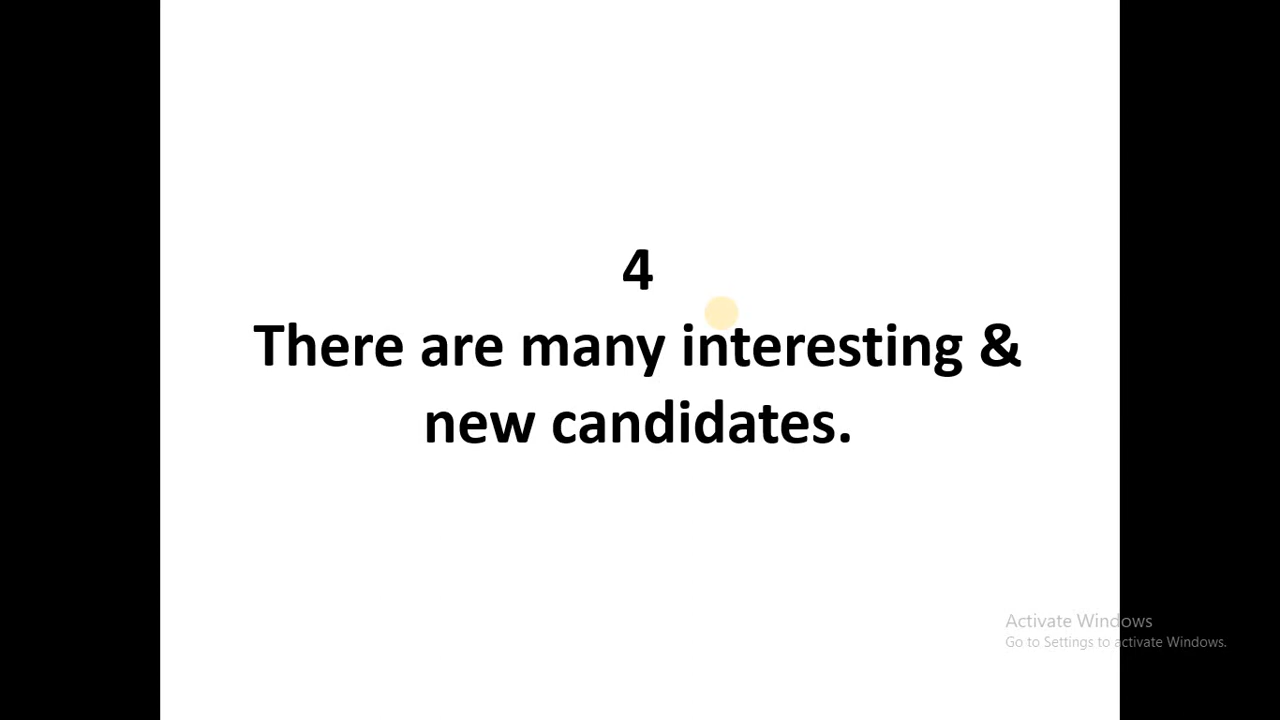 4
There are many interesting &
new candidates.
Activate Windows
Go to Settings to activate Windows.